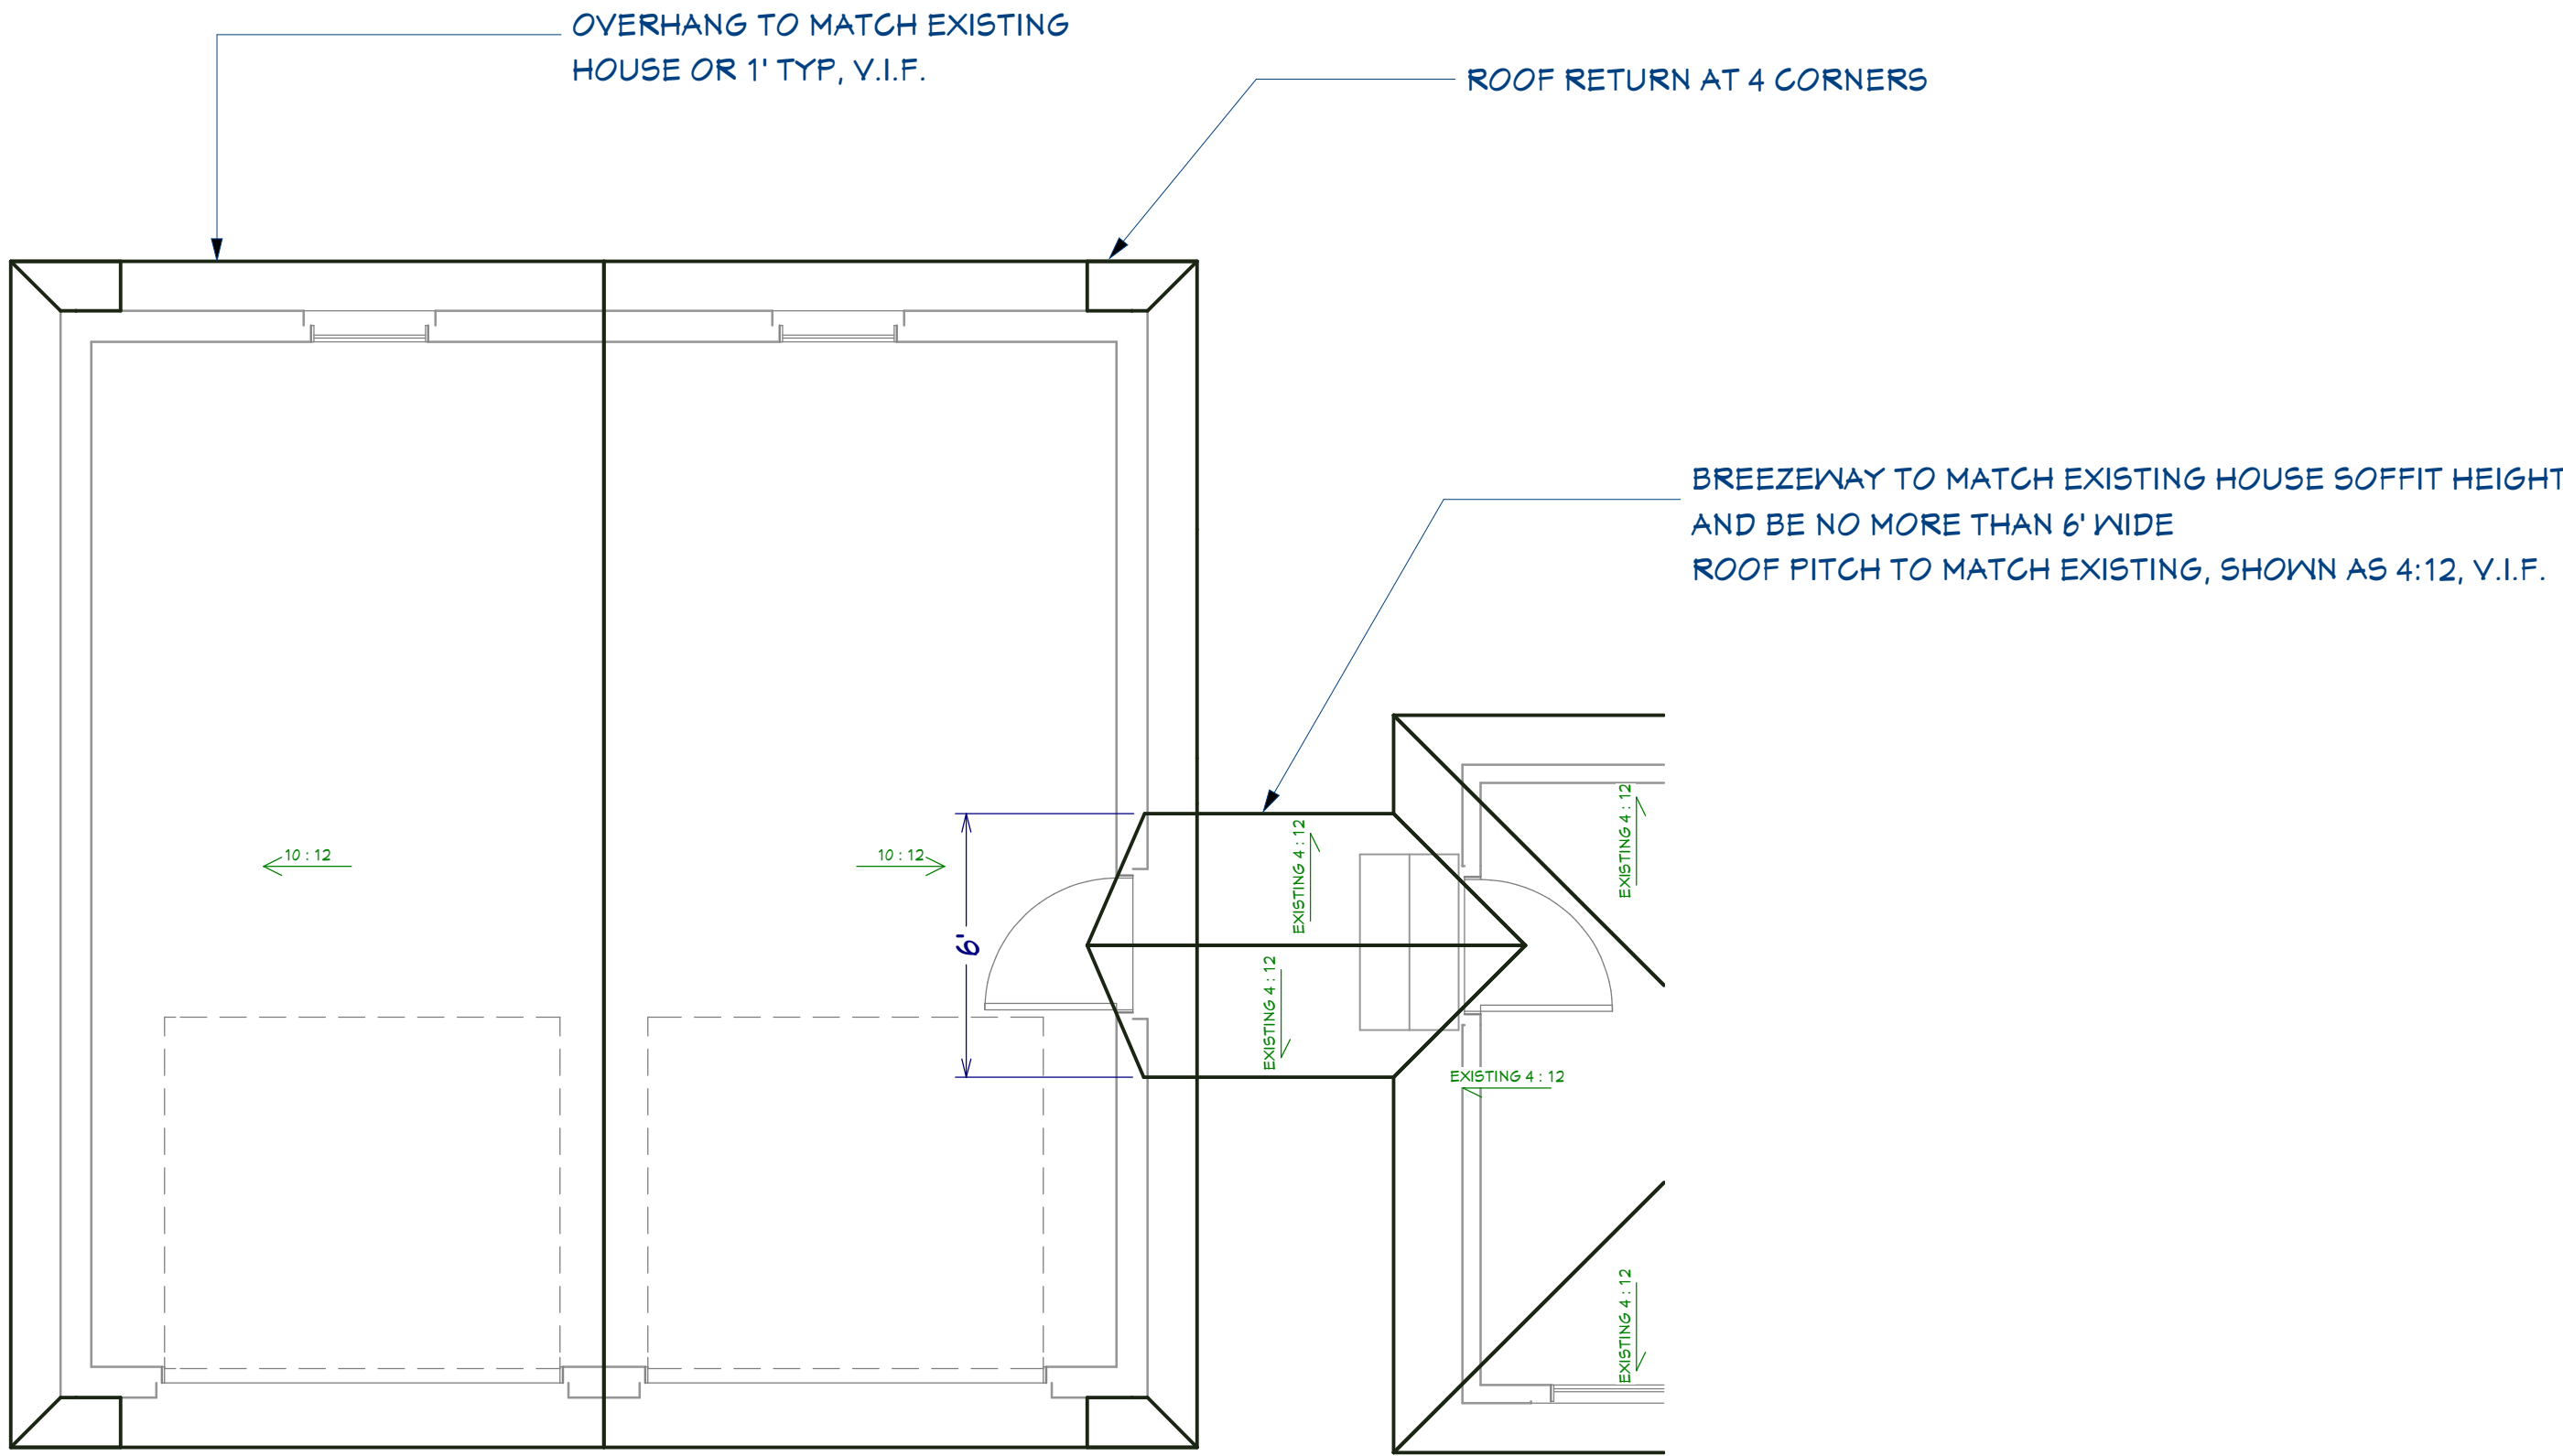 OVERHANG TO MATCH EXISTING
HOUSE OR 1' TYP, V.I.F.
ROOF RETURN AT 4 CORNERS
BREEZEWAY TO MATCH EXISTING HOUSE SOFFIT HEIGHT
AND BE NO MORE THAN 6' WIDE
ROOF PITCH TO MATCH EXISTING, SHOWN AS 4:12, V.I.F.
10 : 12
10 : 12
6'
EXISTING 4 : 12
EXISTING 4 : 12
EXISTING 4 : 12
EXISTING 4 : 12
EXISTING 4 : 12